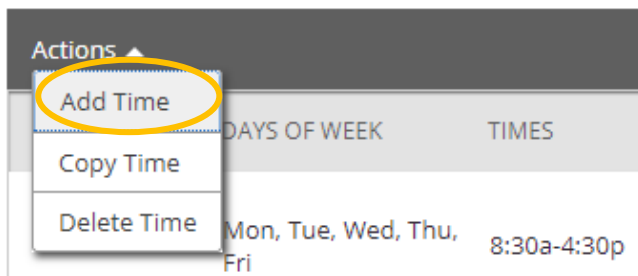 Actions
Add Time
DAYS OF WEEK
TIMES
Copy Time
Delete Time
Mon, Tue, Wed, Thu,
Fri
8:30a-4:30p